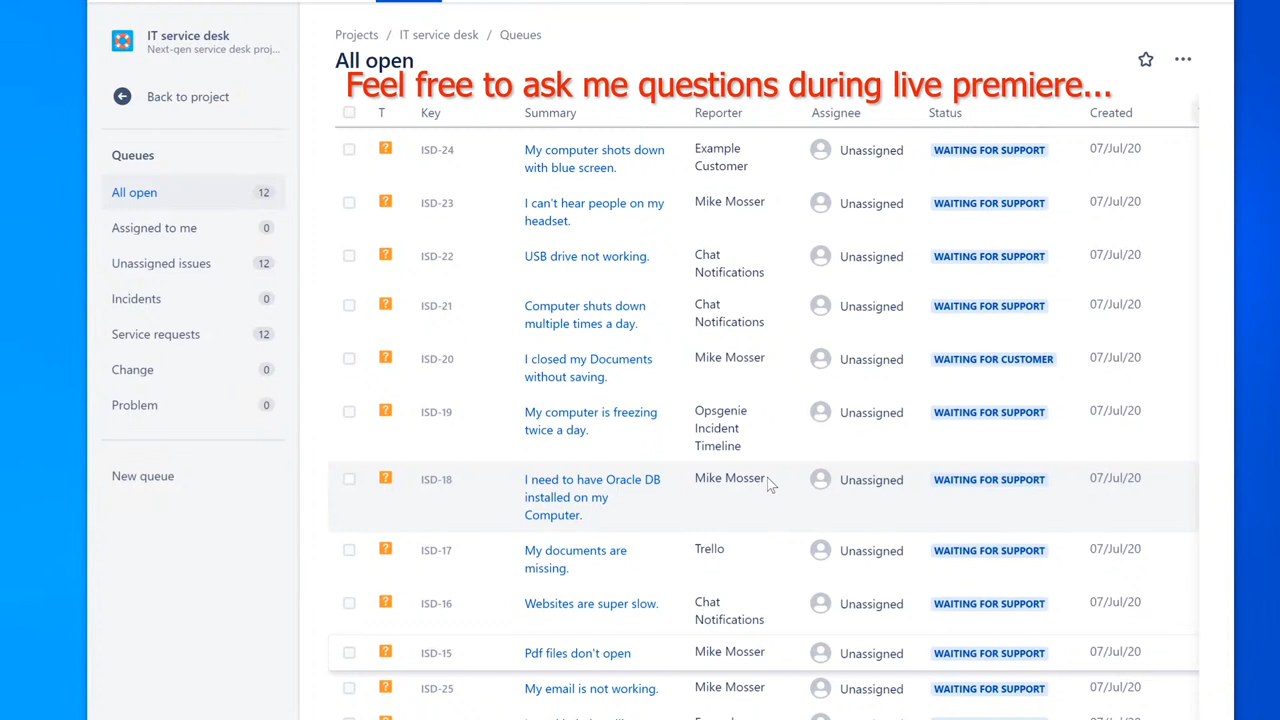 IT service desk
Next-gen service desk proj...
Back to project
Queues
All open 12
Assigned to me 0
Unassigned issues 12
Incidents 0
Service requests 12
Change 0
Problem 0
New queue
Projects / IT service desk / Queues
All open
Feel free to ask me questions during live premiere...
T Key Summary Reporter Assignee Status Created
? ISD-24 My computer shots down Example Unassigned WAITING FOR SUPPORT 07/Jul/20
with blue screen. Customer
? ISD-23 I can't hear people on my Mike Mosser Unassigned WAITING FOR SUPPORT 07/Jul/20
headset.
? ISD-22 USB drive not working. Chat Unassigned WAITING FOR SUPPORT 07/Jul/20
Notifications
? ISD-21 Computer shuts down Chat Unassigned WAITING FOR SUPPORT 07/Jul/20
multiple times a day. Notifications
? ISD-20 I closed my Documents Mike Mosser Unassigned WAITING FOR CUSTOMER 07/Jul/20
without saving.
? ISD-19 My computer is freezing Opsgenie Unassigned WAITING FOR SUPPORT 07/Jul/20
twice a day. Incident
Timeline
? ISD-18 I need to have Oracle DB Mike Mosser Unassigned WAITING FOR SUPPORT 07/Jul/20
installed on my
Computer.
? ISD-17 My documents are Trello Unassigned WAITING FOR SUPPORT 07/Jul/20
missing.
? ISD-16 Websites are super slow. Chat Unassigned WAITING FOR SUPPORT 07/Jul/20
Notifications
? ISD-15 Pdf files don't open Mike Mosser Unassigned WAITING FOR SUPPORT 07/Jul/20
? ISD-25 My email is not working. Mike Mosser Unassigned WAITING FOR SUPPORT 07/Jul/20